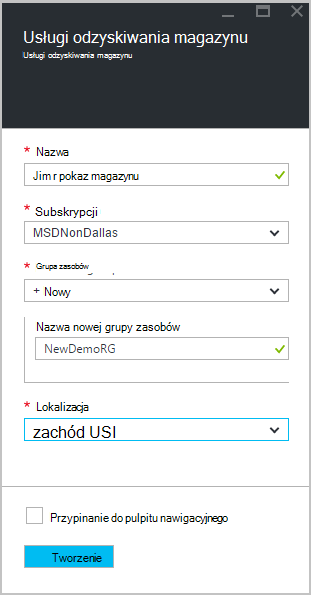 Usługi odzyskiwania magazynu
Usługi odzyskiwania magazynu
* Nazwa
Jim r pokaz magazynu
* Subskrypcji
MSDNonDallas
* Grupa zasobów
+ Nowy
Nazwa nowej grupy zasobów
NewDemoRG
* Lokalizacja
zachód USI
Przypinanie do pulpitu nawigacyjnego
Tworzenie